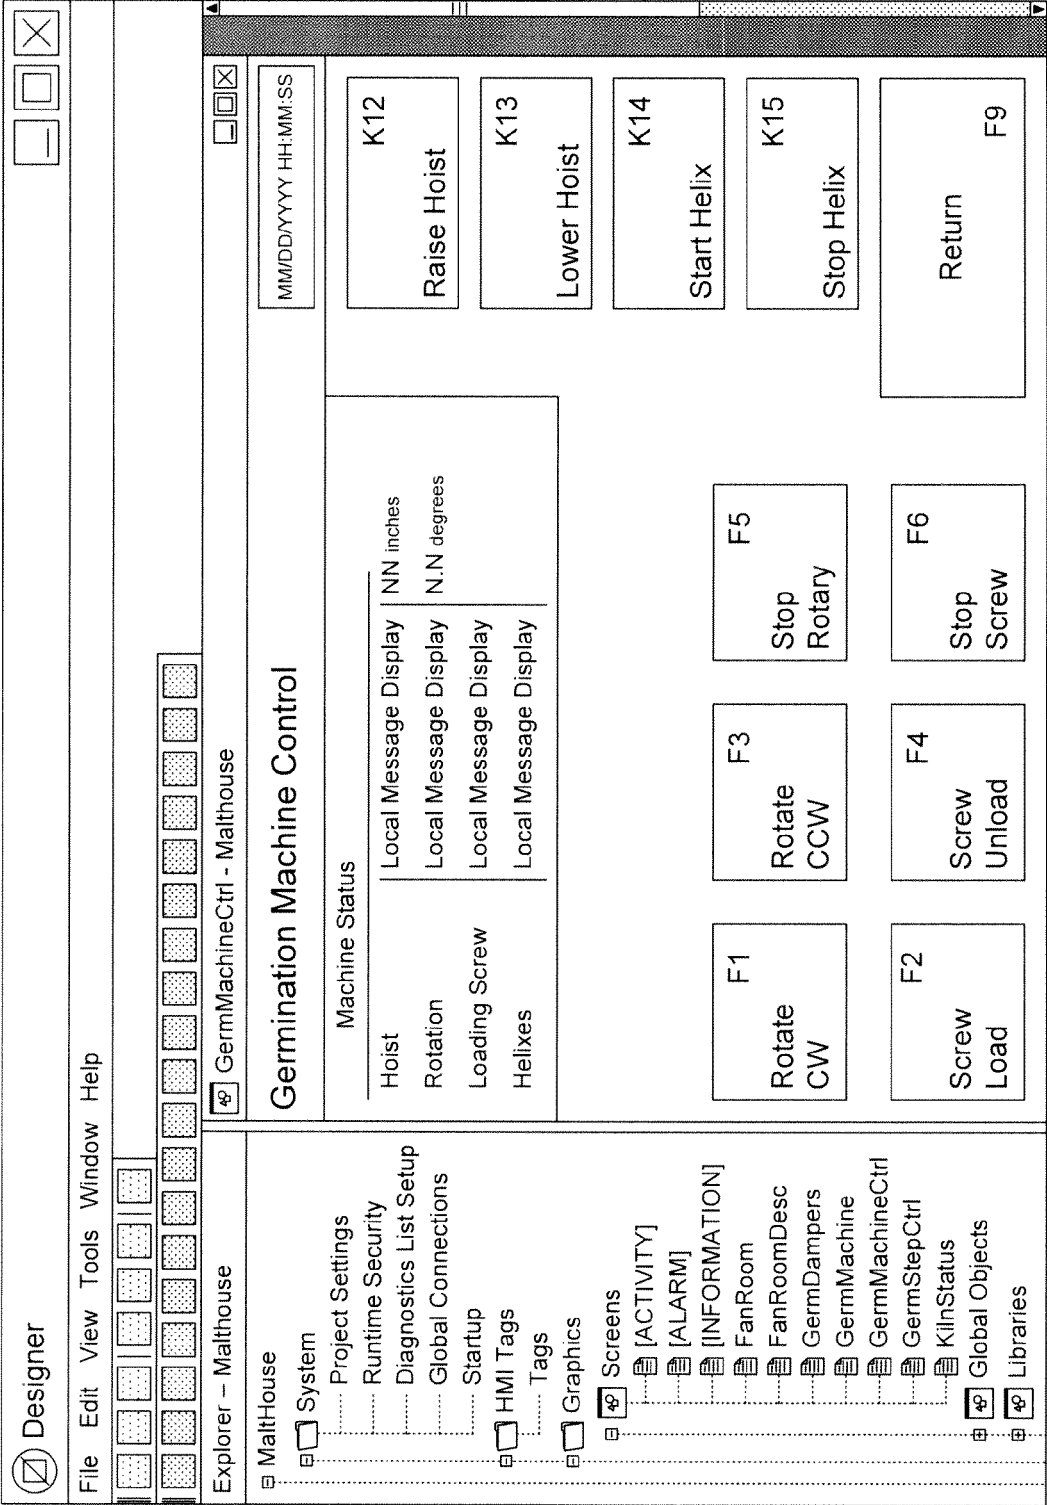 Designer
File Edit View Tools Window Help
Explorer – Malthouse
MaltHouse
System
Project Settings
Runtime Security
Diagnostics List Setup
Global Connections
Startup
HMI Tags
Tags
Graphics
Screens
[ACTIVITY]
[ALARM]
[INFORMATION]
FanRoom
FanRoomDesc
GermDampers
GermMachine
GermMachineCtrl
GermStepCtrl
KilnStatus
Global Objects
Libraries
GermMachineCtrl - Malthouse
Germination Machine Control
MM/DD/YYYY HH:MM:SS
Machine Status
Hoist Local Message Display NN inches
Rotation Local Message Display N.N degrees
Loading Screw Local Message Display
Helixes Local Message Display
K12
Raise Hoist
K13
Lower Hoist
K14
Start Helix
K15
Stop Helix
F1
Rotate
CW
F3
Rotate
CCW
F5
Stop
Rotary
F2
Screw
Load
F4
Screw
Unload
F6
Stop
Screw
Return
F9